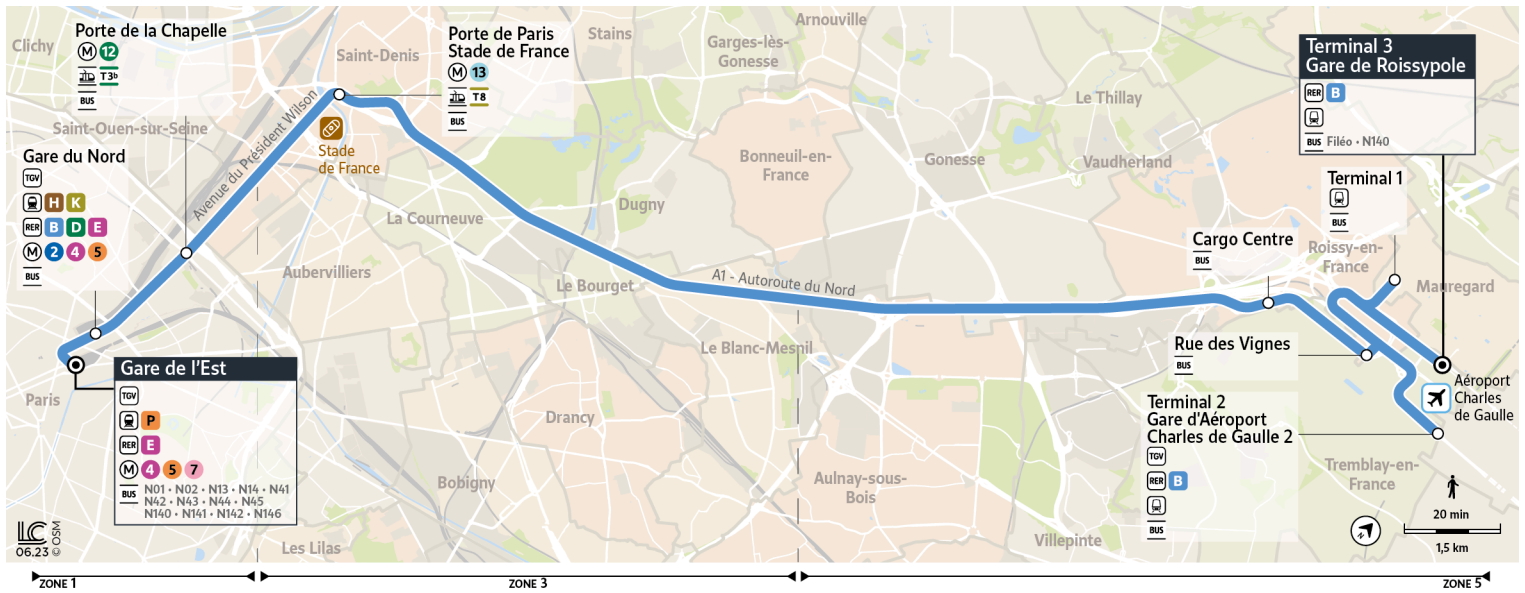 Porte de la Chapelle
M 12
T3b
BUS
Porte de Paris
Stade de France
M 13
T8
BUS
Terminal 3
Gare de Roissypole
RER B
BUS Filéo • N140
Gare du Nord
TGV
H K
RER B D E
M 2 4 5
BUS
Stade
de France
Terminal 1
BUS
Cargo Centre
BUS
Rue des Vignes
BUS
Terminal 2
Gare d'Aéroport
Charles de Gaulle 2
TGV
RER B
BUS
Aéroport
Charles
de Gaulle
Gare de l'Est
TGV
P
RER E
M 4 5 7
BUS N01 • N02 • N13 • N14 • N41
N42 • N43 • N44 • N45
N140 • N141 • N142 • N146
Clichy
Saint-Denis
Stains
Arnouville
Garges-lès-
Gonesse
Le Thillay
Saint-Ouen-sur-Seine
Avenue du Président Wilson
Bonneuil-en-
France
Gonesse
Vaudherland
Dugny
La Courneuve
Aubervilliers
Le Bourget
A1 - Autoroute du Nord
Roissy-en-
France
Mauregard
Le Blanc-Mesnil
Paris
Drancy
Bobigny
Aulnay-sous-
Bois
Tremblay-en-
France
Villepinte
Les Lilas
LC
06.23 © OSM
N
20 min
1,5 km
ZONE 1
ZONE 3
ZONE 5